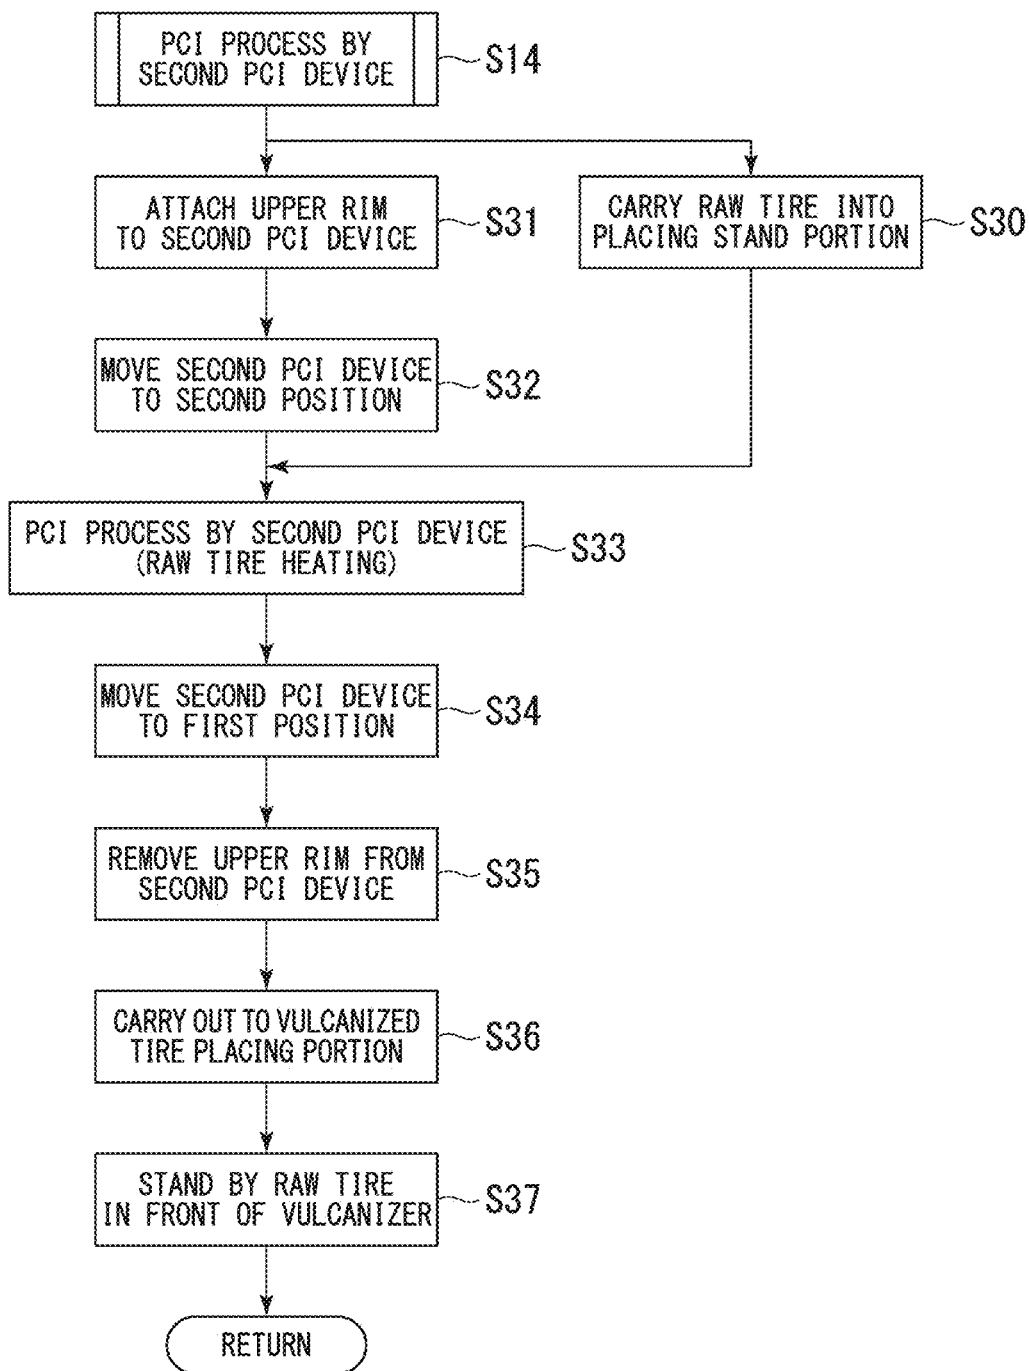 PCI PROCESS BY
SECOND PCI DEVICE
S14
ATTACH UPPER RIM
TO SECOND PCI DEVICE
S31
CARRY RAW TIRE INTO
PLACING STAND PORTION
S30
MOVE SECOND PCI DEVICE
TO SECOND POSITION
S32
PCI PROCESS BY SECOND PCI DEVICE
(RAW TIRE HEATING)
S33
MOVE SECOND PCI DEVICE
TO FIRST POSITION
S34
REMOVE UPPER RIM FROM
SECOND PCI DEVICE
S35
CARRY OUT TO VULCANIZED
TIRE PLACING PORTION
S36
STAND BY RAW TIRE
IN FRONT OF VULCANIZER
S37
RETURN